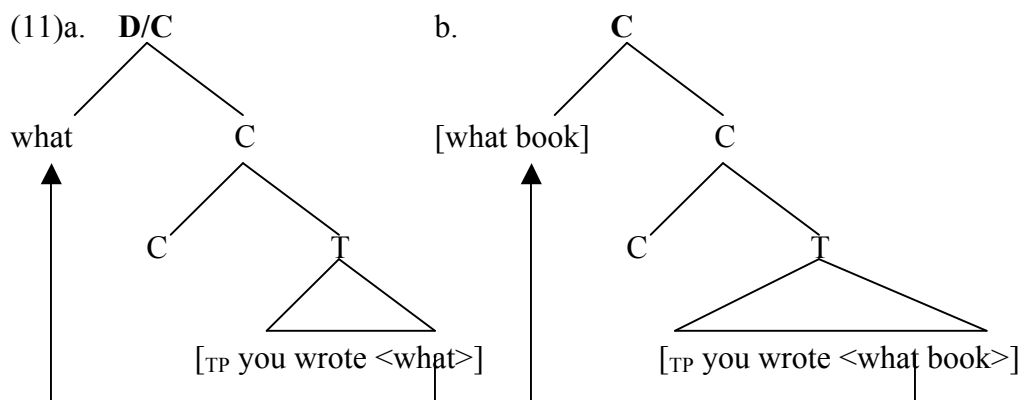 (11)a. D/C b. C
what C [what book] C
C T C T
[TP you wrote <what>] [TP you wrote <what book>]